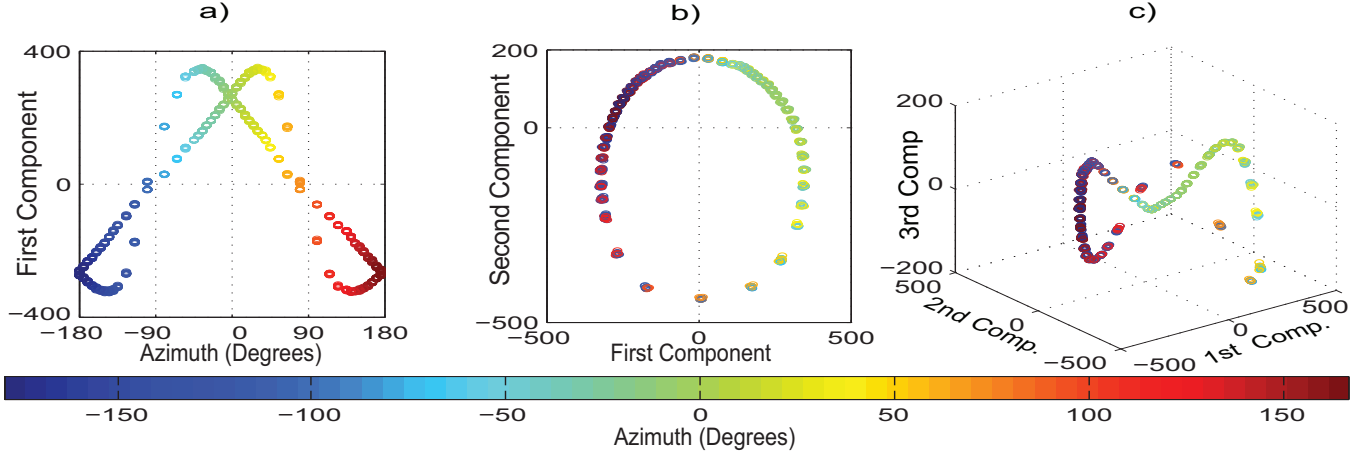 a)
b)
c)
400
0
−400
First Component
−180
−90
0
90
180
Azimuth (Degrees)
200
0
−500
Second Component
−500
0
500
First Component
200
0
−200
3rd Comp
500
0
−500
2nd Comp.
−500
0
500
1st Comp.
−150
−100
−50
0
50
100
150
Azimuth (Degrees)